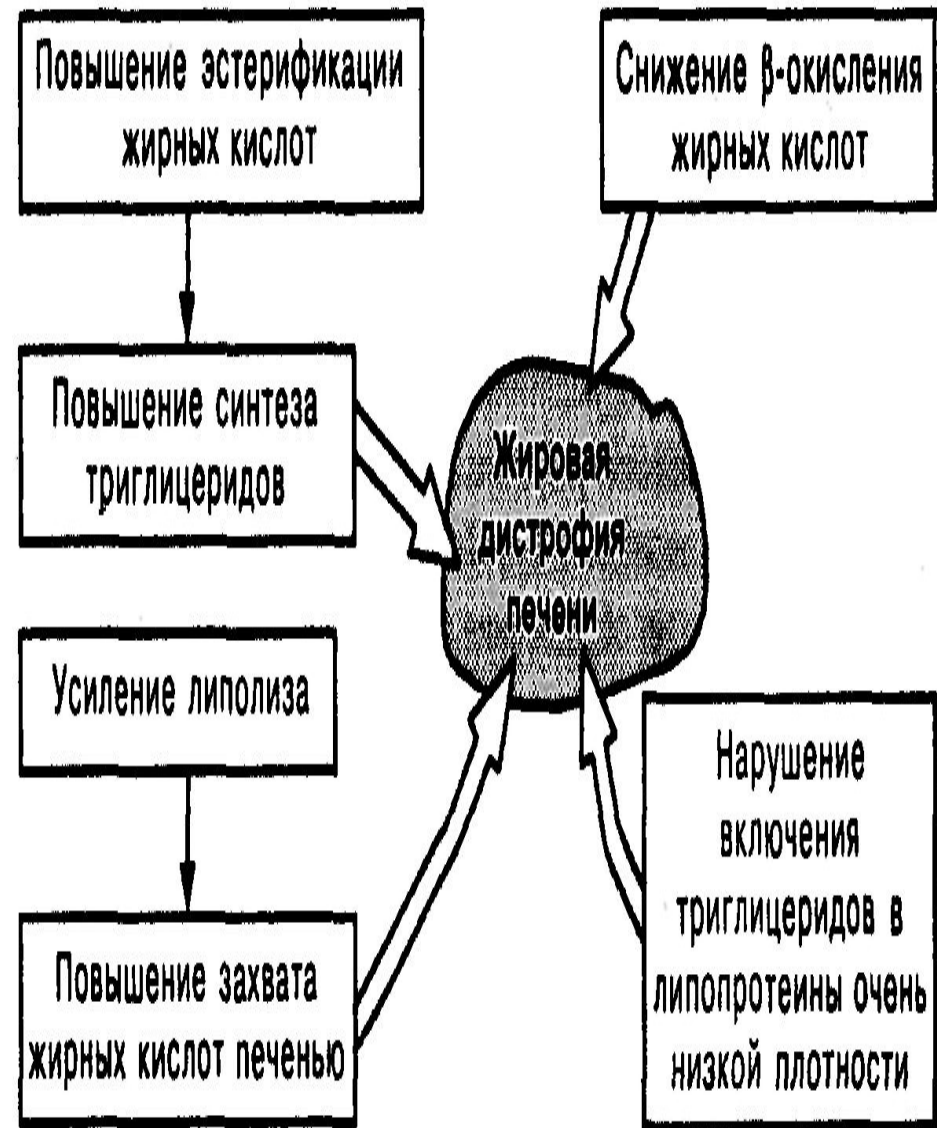 Повышение эстерификации
жирных кислот
Снижение β-окисления
жирных кислот
Повышение синтеза
триглицеридов
Жировая
дистрофия
печени
Усиление липолиза
Повышение захвата
жирных кислот печенью
Нарушение
включения
триглицеридов в
липопротеины очень
низкой плотности